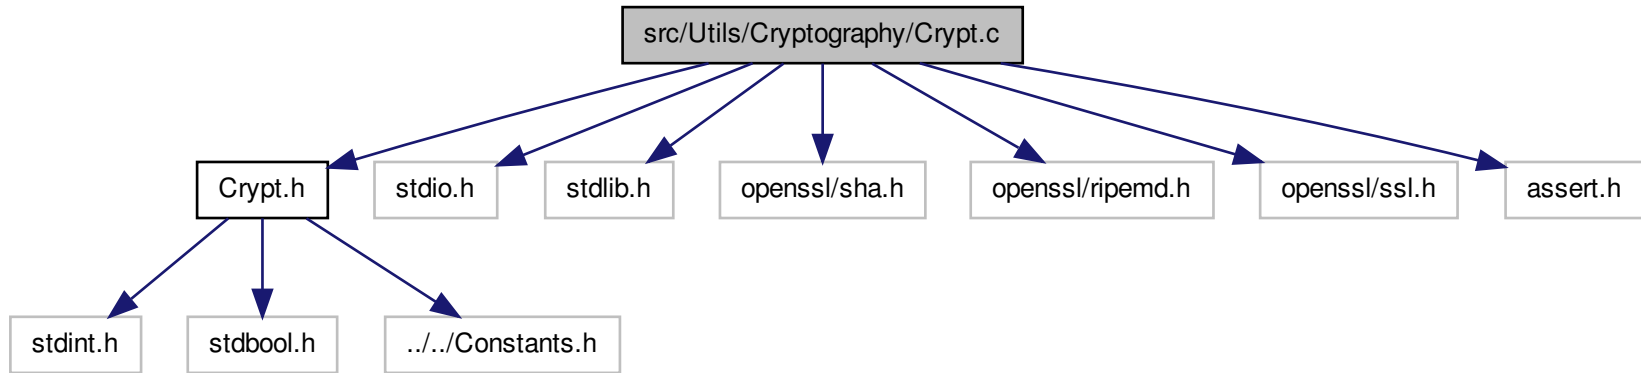 src/Utils/Cryptography/Crypt.c
Crypt.h
stdio.h
stdlib.h
openssl/sha.h
openssl/ripemd.h
openssl/ssl.h
assert.h
stdint.h
stdbool.h
../../Constants.h